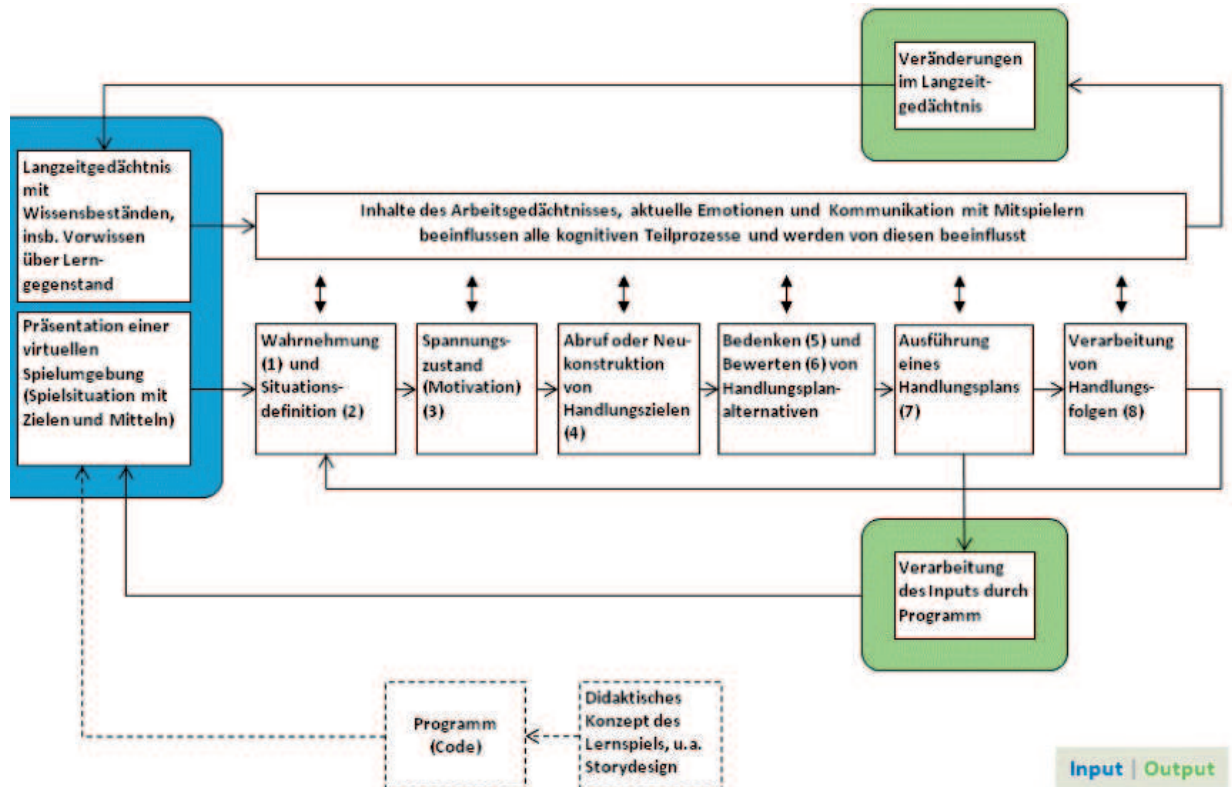 Veränderungen
im Langzeit-
gedächtnis
Langzeitgedächtnis
mit
Wissensbeständen,
insb. Vorwissen
über Lern-
gegenstand
Inhalte des Arbeitsgedächtnisses, aktuelle Emotionen und Kommunikation mit Mitspielern
beeinflussen alle kognitiven Teilprozesse und werden von diesen beeinflusst
Präsentation einer
virtuellen
Spielumgebung
(Spielsituation mit
Zielen und Mitteln)
Wahrnehmung
(1) und
Situations-
definition (2)
Spannungs-
zustand
(Motivation)
(3)
Abruf oder Neu-
konstruktion
von
Handlungszielen
(4)
Bedenken (5) und
Bewerten (6) von
Handlungsplan-
alternativen
Ausführung
eines
Handlungsplans
(7)
Verarbeitung
von
Handlungs-
folgen (8)
Verarbeitung
des Inputs durch
Programm
Programm
(Code)
Didaktisches
Konzept des
Lernspiels, u.a.
Storydesign
Input | Output